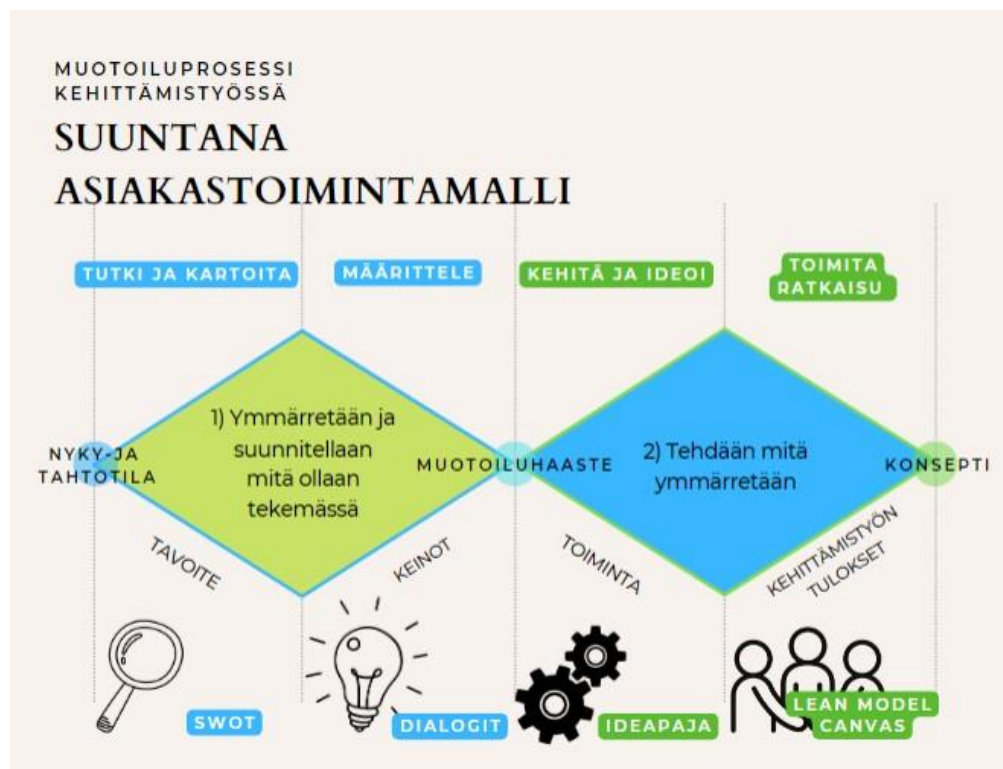 MUOTOILUPROSESSI
KEHITTÄMISTYÖSSÄ
SUUNTANA
ASIAKASTOIMINTAMALLI
TUTKI JA KARTOITA
MÄÄRITTELE
KEHITÄ JA IDEOI
TOIMITA
RATKAISU
1) Ymmärretään ja
suunnitellaan
mitä ollaan
tekemässä
2) Tehdään mitä
ymmärretään
NYKY-JA
TAHTOTILA
MUOTOILUHAASTE
KONSEPTI
TAVOITE
KEINOT
TOIMINTA
KEHITTÄMISTYÖN
TULOKSET
SWOT
DIALOGIT
IDEAPAJA
LEAN MODEL
CANVAS